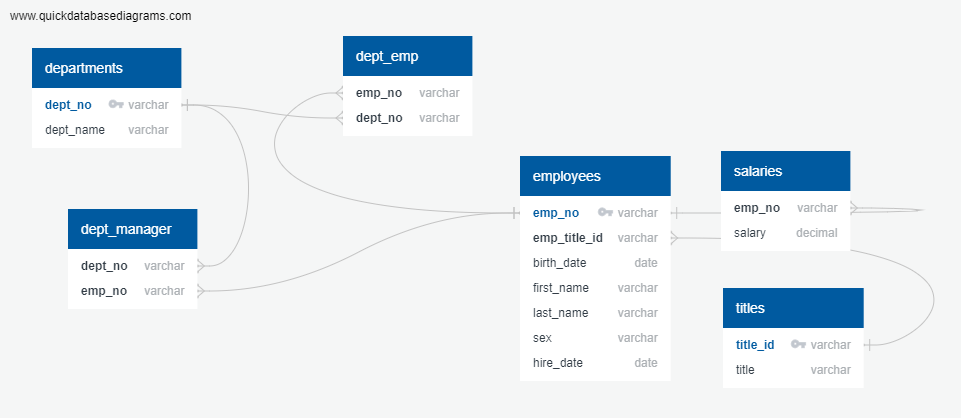 www.quickdatabasediagrams.com
departments
dept_no varchar
dept_name varchar
dept_emp
emp_no varchar
dept_no varchar
dept_manager
dept_no varchar
emp_no varchar
employees
emp_no varchar
emp_title_id varchar
birth_date date
first_name varchar
last_name varchar
sex varchar
hire_date date
salaries
emp_no varchar
salary decimal
titles
title_id varchar
title varchar